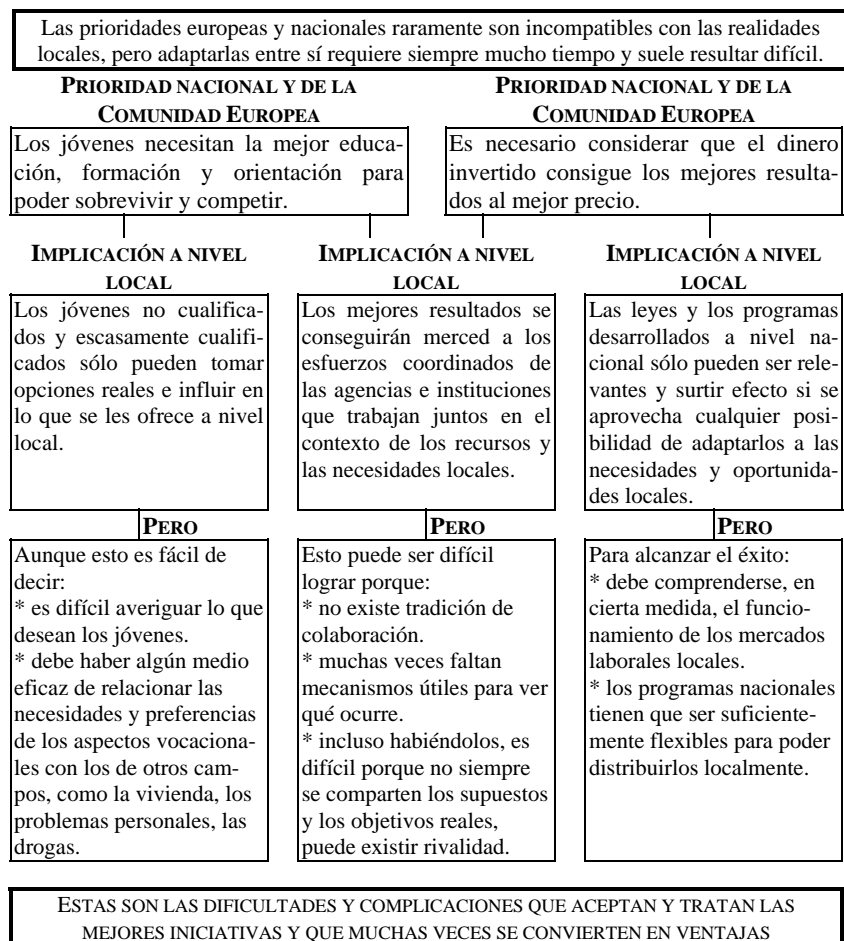 Las prioridades europeas y nacionales raramente son incompatibles con las realidades
locales, pero adaptarlas entre sí requiere siempre mucho tiempo y suele resultar difícil.
PRIORIDAD NACIONAL Y DE LA
COMUNIDAD EUROPEA
Los jóvenes necesitan la mejor educa-
ción, formación y orientación para
poder sobrevivir y competir.
PRIORIDAD NACIONAL Y DE LA
COMUNIDAD EUROPEA
Es necesario considerar que el dinero
invertido consigue los mejores resulta-
dos al mejor precio.
IMPLICACIÓN A NIVEL
LOCAL
Los jóvenes no cualifica-
dos y escasamente cualifi-
cados sólo pueden tomar
opciones reales e influir en
lo que se les ofrece a nivel
local.
IMPLICACIÓN A NIVEL
LOCAL
Los mejores resultados se
conseguirán merced a los
esfuerzos coordinados de
las agencias e instituciones
que trabajan juntos en el
contexto de los recursos y
las necesidades locales.
IMPLICACIÓN A NIVEL
LOCAL
Las leyes y los programas
desarrollados a nivel na-
cional sólo pueden ser rele-
vantes y surtir efecto si se
aprovecha cualquier posi-
bilidad de adaptarlos a las
necesidades y oportunida-
des locales.
PERO
Aunque esto es fácil de
decir:
* es difícil averiguar lo que
desean los jóvenes.
* debe haber algún medio
eficaz de relacionar las
necesidades y preferencias
de los aspectos vocaciona-
les con los de otros cam-
pos, como la vivienda, los
problemas personales, las
drogas.
PERO
Esto puede ser difícil
lograr porque:
* no existe tradición de
colaboración.
* muchas veces faltan
mecanismos útiles para ver
qué ocurre.
* incluso habiéndolos, es
difícil porque no siempre
se comparten los supuestos
y los objetivos reales,
puede existir rivalidad.
PERO
Para alcanzar el éxito:
* debe comprenderse, en
cierta medida, el funcio-
namiento de los mercados
laborales locales.
* los programas nacionales
tienen que ser suficiente-
mente flexibles para poder
distribuirlos localmente.
ESTAS SON LAS DIFICULTADES Y COMPLICACIONES QUE ACEPTAN Y TRATAN LAS
MEJORES INICIATIVAS Y QUE MUCHAS VECES SE CONVIERTEN EN VENTAJAS